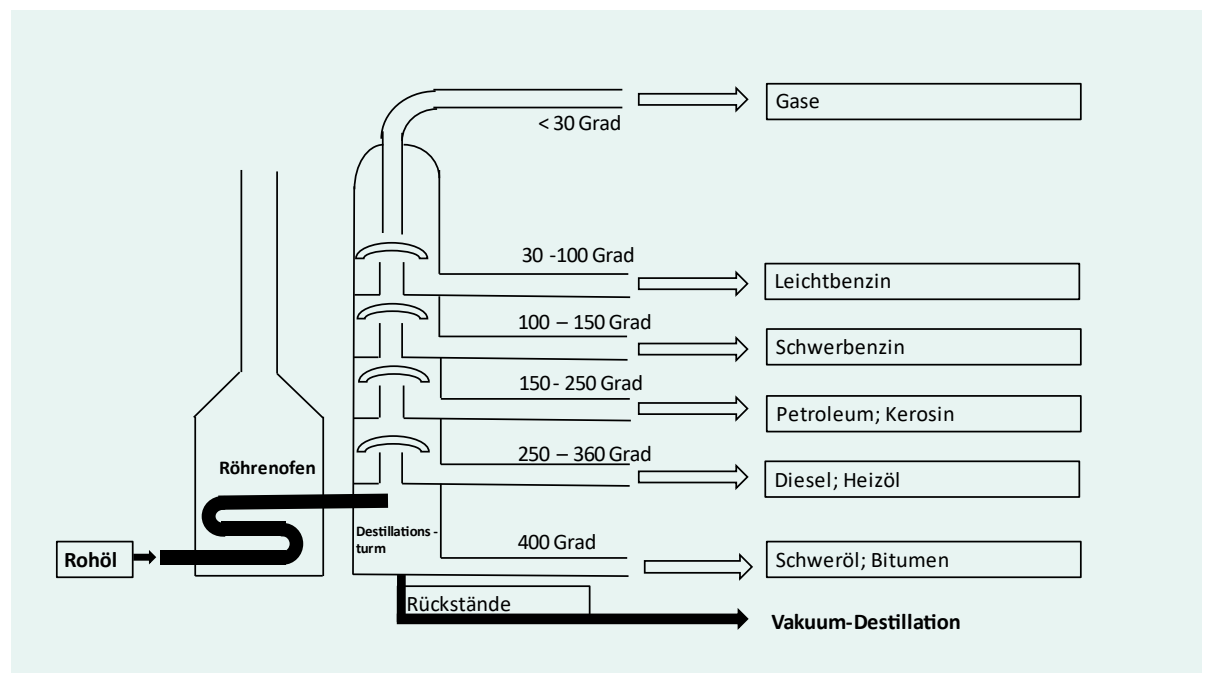 Gase
< 30 Grad
30 -100 Grad
Leichtbenzin
100 – 150 Grad
Schwerbenzin
150- 250 Grad
Petroleum; Kerosin
250 – 360 Grad
Röhrenofen
Diesel; Heizöl
Destillations -
turm
400 Grad
Rohöl
Schweröl; Bitumen
Rückstände
Vakuum-Destillation